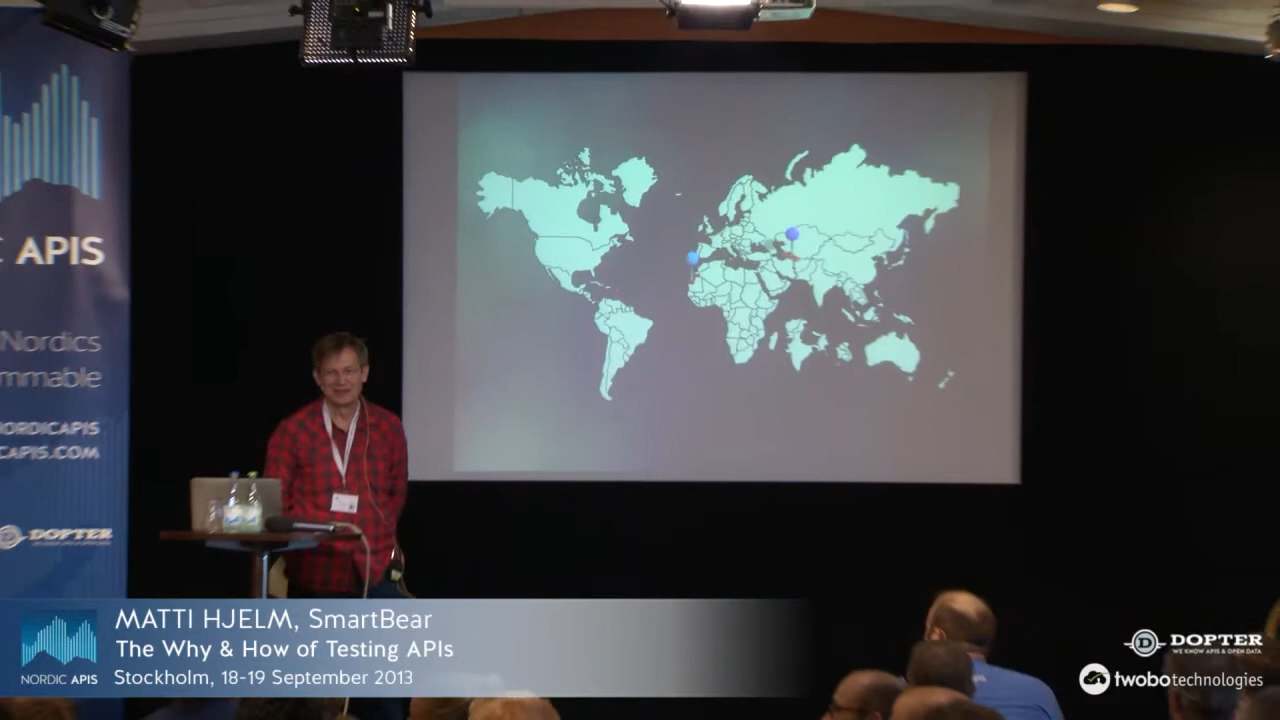 APIS
Nordics
mmable
ORDICAPIS
CAPIS.COM
DOPTER
MATTI HJELM, SmartBear
The Why & How of Testing APIs
Stockholm, 18-19 September 2013
NORDIC APIS
DOPTER
WE KNOW APIS & OPEN DATA
twobotechnologies